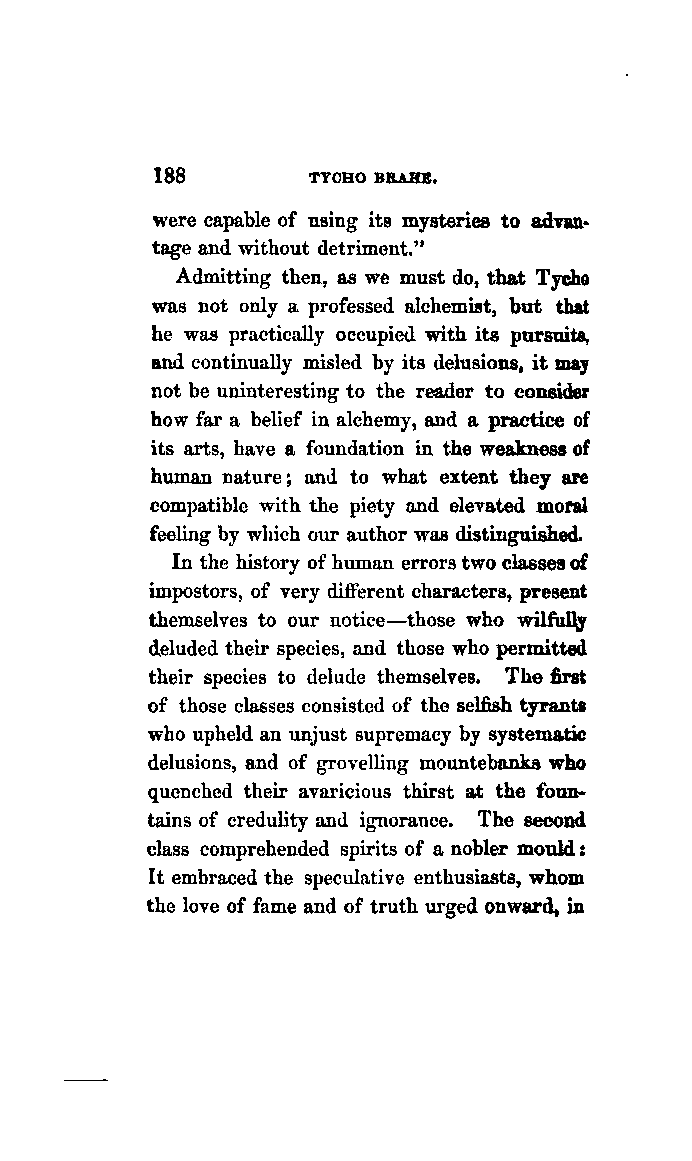 188 TYCHO BRAHE.
were capable of using its mysteries to advan-
tage and without detriment."
Admitting then, as we must do, that Tycho
was not only a professed alchemist, but that
he was practically occupied with its pursuits,
and continually misled by its delusions, it may
not be uninteresting to the reader to consider
how far a belief in alchemy, and a practice of
its arts, have a foundation in the weakness of
human nature; and to what extent they are
compatible with the piety and elevated moral
feeling by which our author was distinguished.
In the history of human errors two classes of
impostors, of very different characters, present
themselves to our notice—those who wilfully
deluded their species, and those who permitted
their species to delude themselves. The first
of those classes consisted of the selfish tyrants
who upheld an unjust supremacy by systematic
delusions, and of grovelling mountebanks who
quenched their avaricious thirst at the foun-
tains of credulity and ignorance. The second
class comprehended spirits of a nobler mould:
It embraced the speculative enthusiasts, whom
the love of fame and of truth urged onward, in